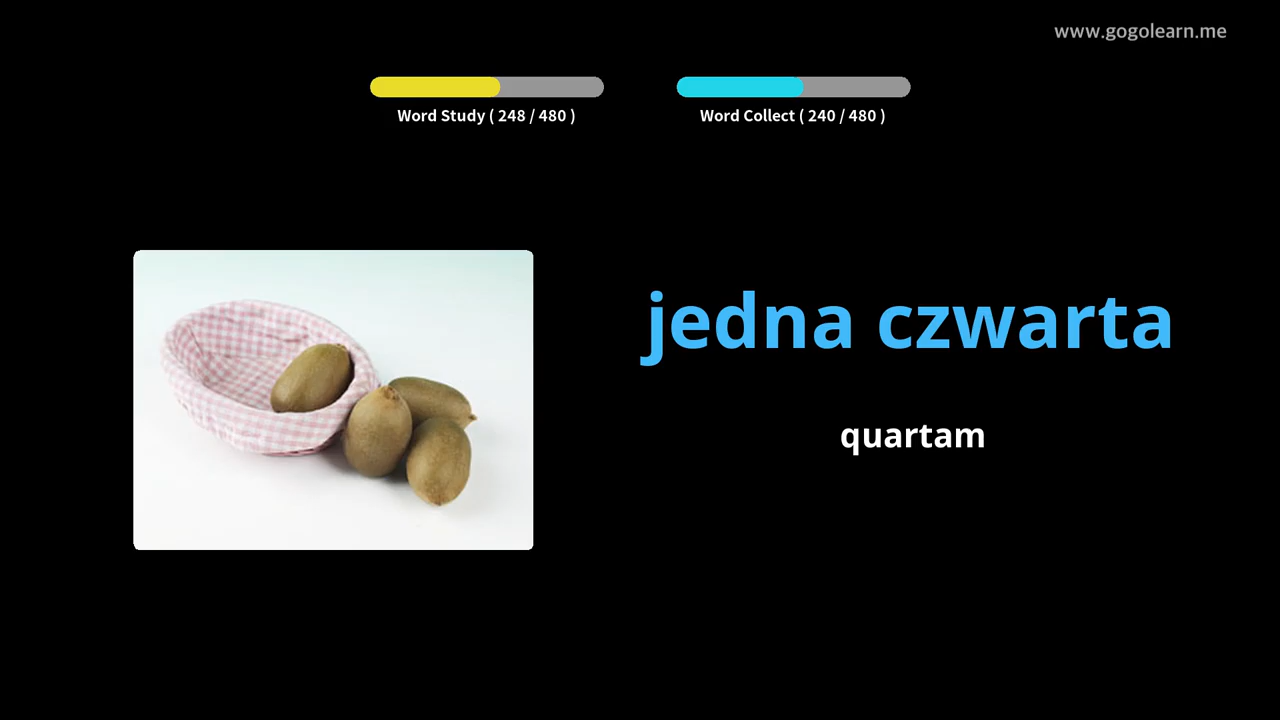 www.gogolearn.me
Word Study ( 248 / 480 )
Word Collect ( 240 / 480 )
jedna czwarta
quartam